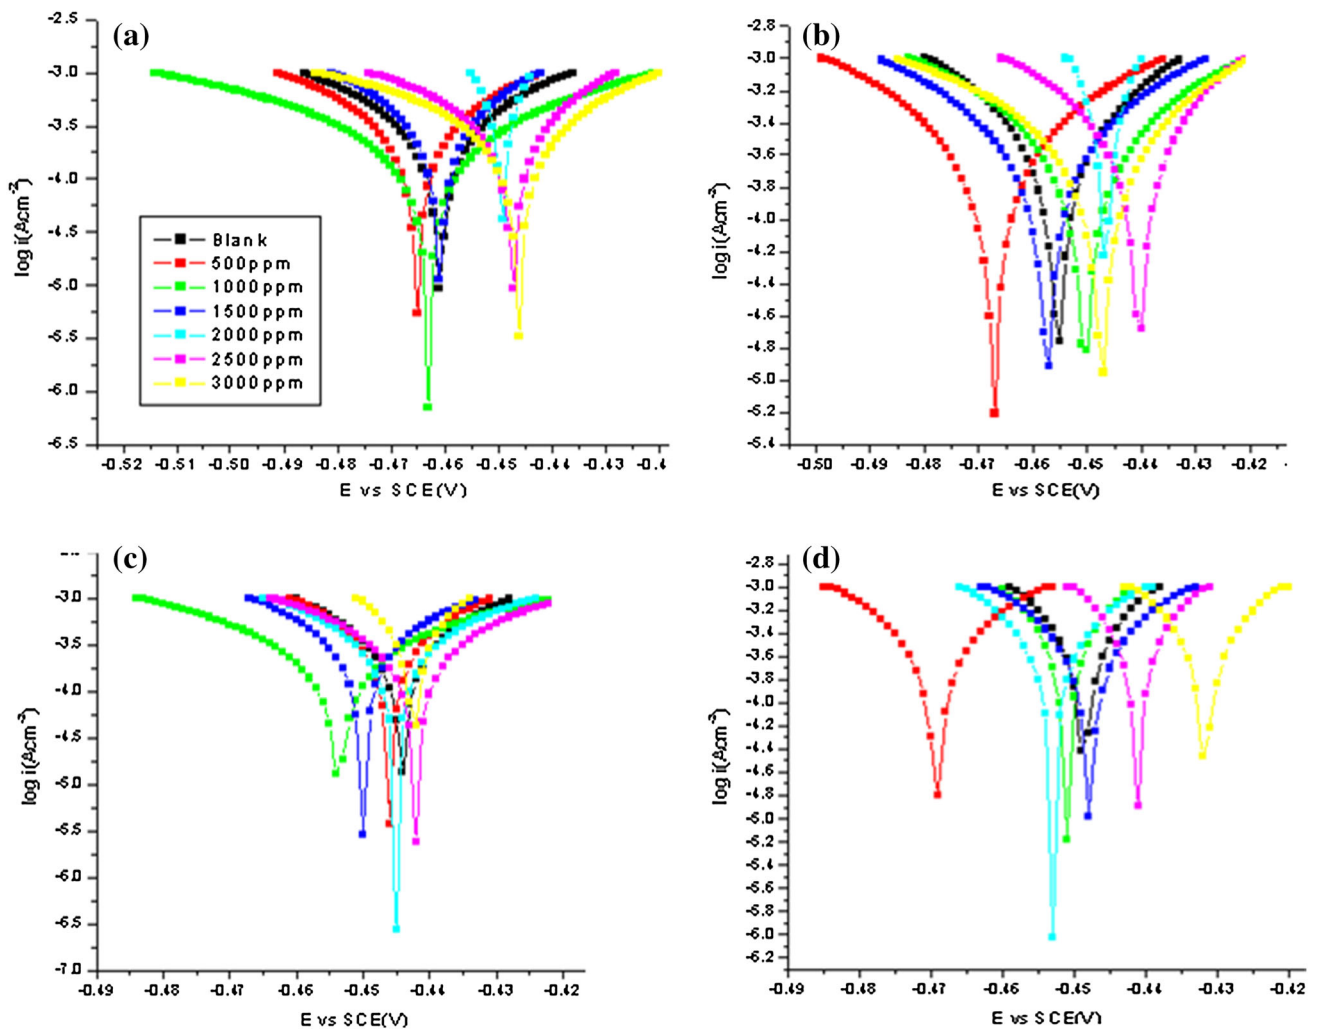 (a)
-2.5
-3.0
-3.5
-4.0
-4.5
-5.0
-5.5
-6.0
-6.5
log i(Acm-2)
Blank
500ppm
1000ppm
1500ppm
2000ppm
2500ppm
3000ppm
-0.52 -0.51 -0.50 -0.49 -0.48 -0.47 -0.46 -0.45 -0.44 -0.43 -0.4
E vs SCE(V)
(b)
-2.8
-3.0
-3.2
-3.4
-3.6
-3.8
-4.0
-4.2
-4.4
-4.6
-4.8
-5.0
-5.2
-5.4
log i(Acm-2)
-0.50 -0.49 -0.48 -0.47 -0.46 -0.45 -0.44 -0.43 -0.42
E vs SCE(V)
(c)
-3.0
-3.5
-4.0
-4.5
-5.0
-5.5
-6.0
-6.5
-7.0
log i(Acm-2)
-0.49 -0.48 -0.47 -0.46 -0.45 -0.44 -0.43 -0.42
E vs SCE(V)
(d)
-2.8
-3.0
-3.2
-3.4
-3.6
-3.8
-4.0
-4.2
-4.4
-4.6
-4.8
-5.0
-5.2
-5.4
-5.6
-5.8
-6.0
-6.2
log i(Acm-2)
-0.49 -0.48 -0.47 -0.46 -0.45 -0.44 -0.43 -0.42
E vs SCE(V)